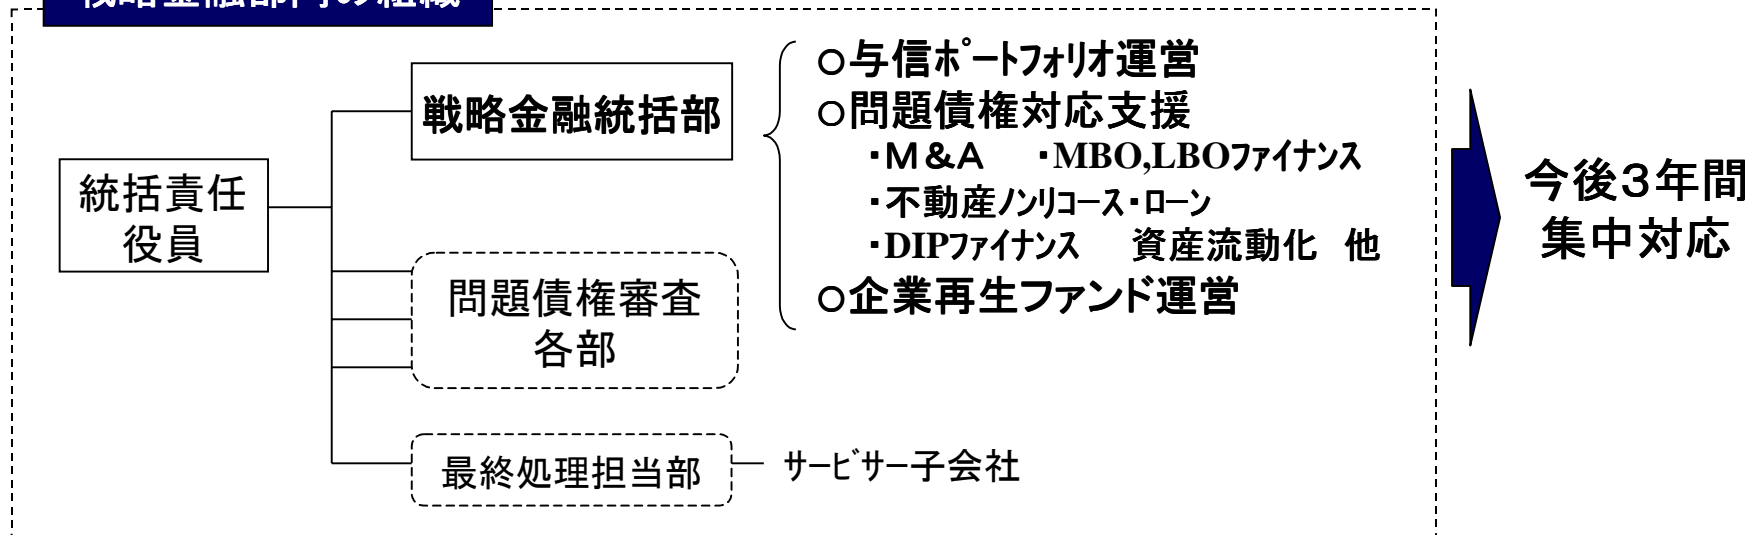 戦略金融部門の組織
戦略金融統括部
統括責任
役員
問題債権審査
各部
最終処理担当部
サービサー子会社
○与信ポートフォリオ運営
○問題債権対応支援
・M&A ・MBO,LBOファイナンス
・不動産ノンリコース・ローン
・DIPファイナンス 資産流動化 他
○企業再生ファンド運営
今後3年間
集中対応